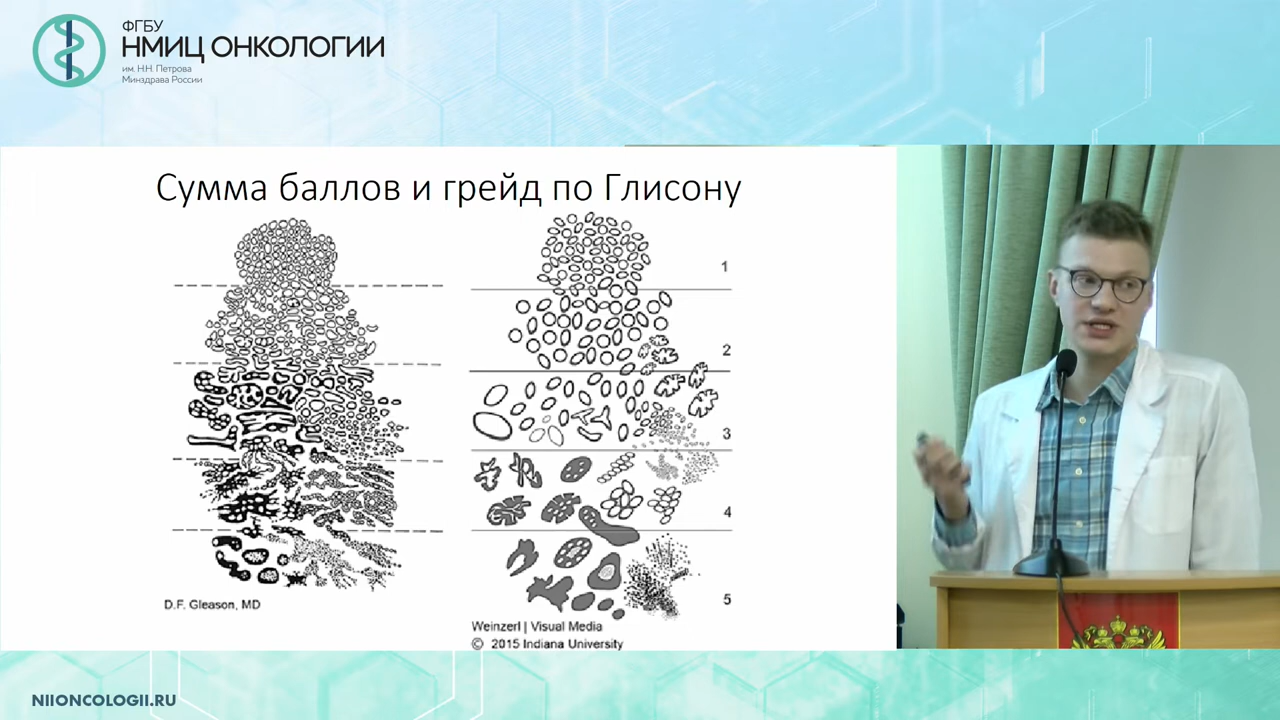 ФГБУ
НМИЦ ОНКОЛОГИИ
им. Н.Н. Петрова
Минздрава России
Сумма баллов и грейд по Глисону
1
2
3
4
5
D.F. Gleason, MD
Weinzerl | Visual Media
© 2015 Indiana University
NIIONCOLOGII.RU